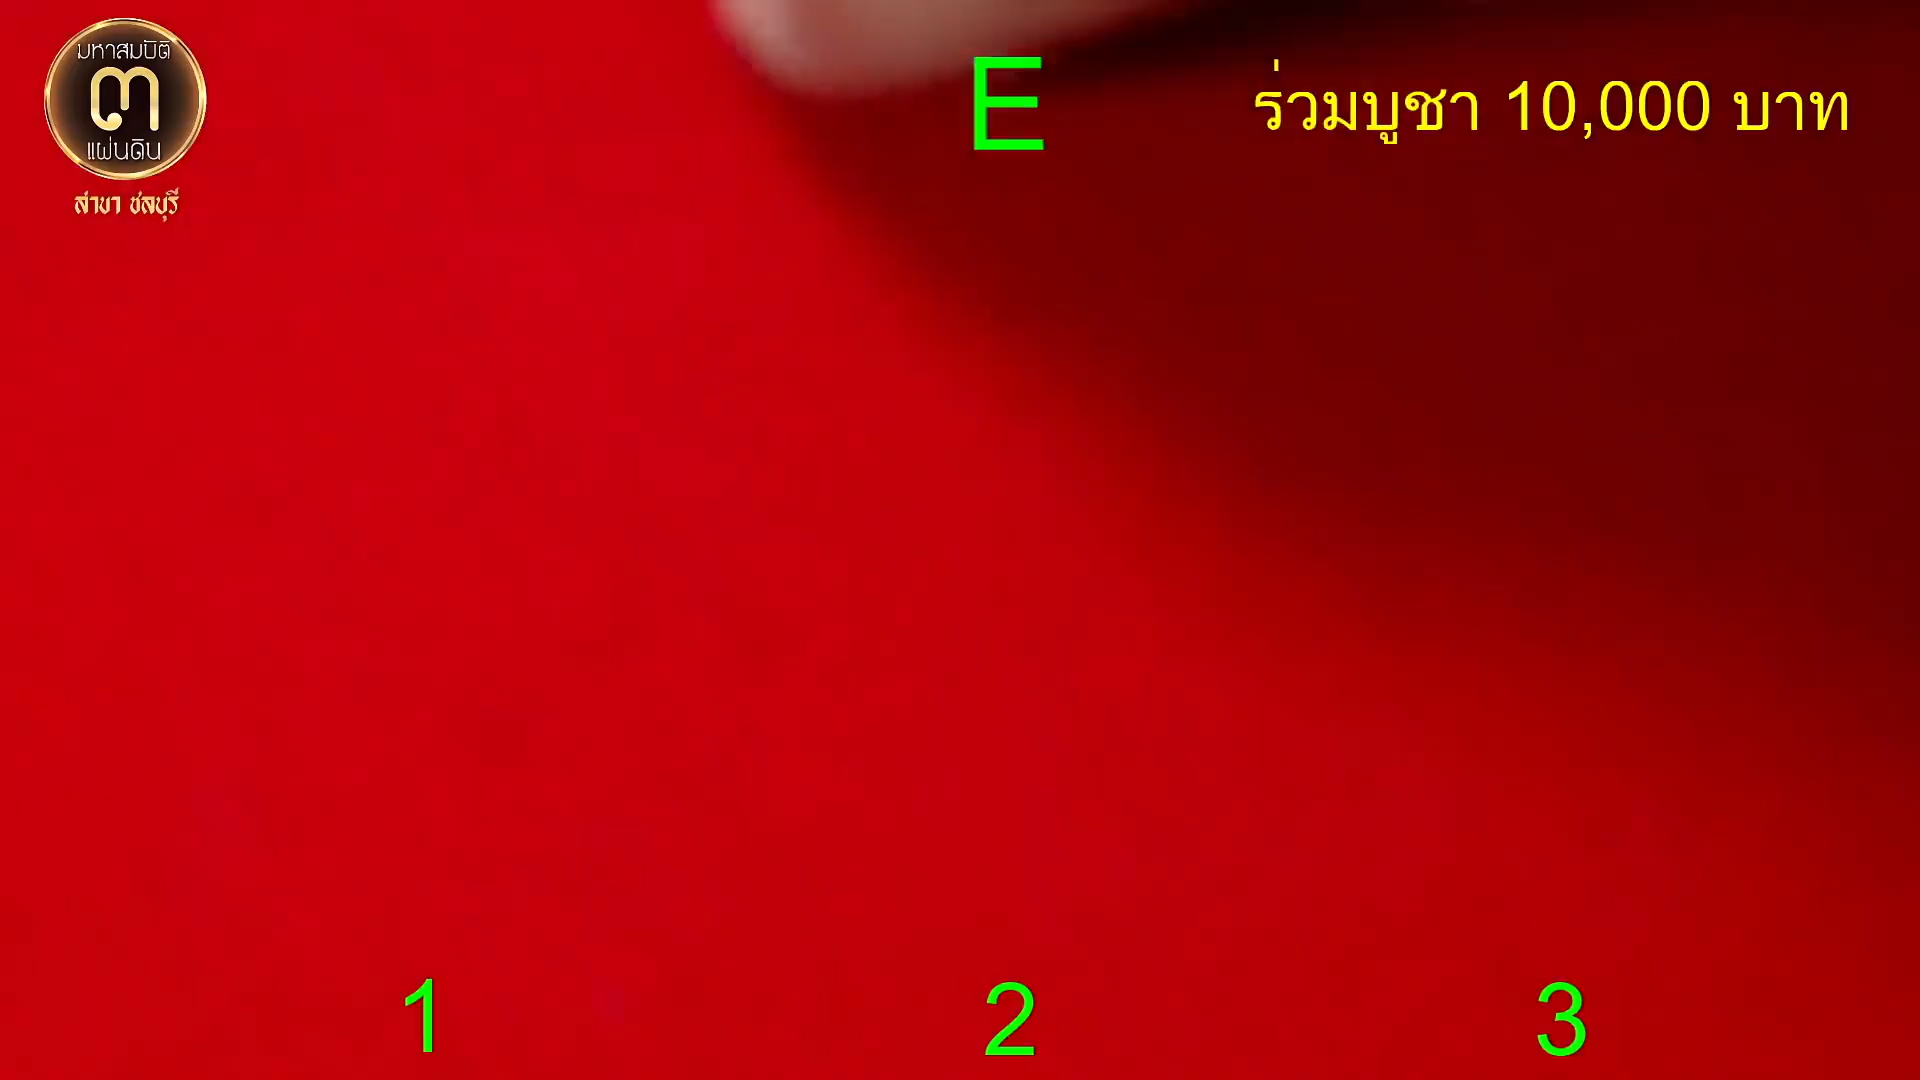 มหาสมบัติ
๓
แผ่นดิน
สาขา ชลบุรี
E
ร่วมบูชา 10,000 บาท
1 2 3